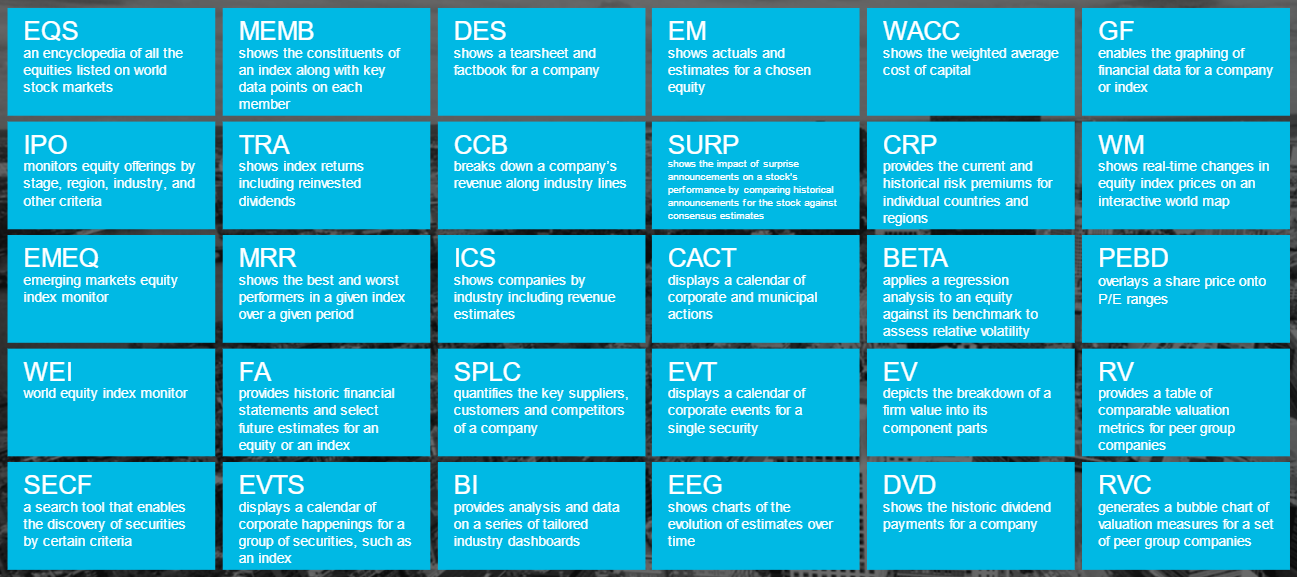 EQS
an encyclopedia of all the
equities listed on world
stock markets
MEMB
shows the constituents of
an index along with key
data points on each
member
DES
shows a tearsheet and
factbook for a company
EM
shows actuals and
estimates for a chosen
equity
WACC
shows the weighted average
cost of capital
GF
enables the graphing of
financial data for a company
or index
IPO
monitors equity offerings by
stage, region, industry, and
other criteria
TRA
shows index returns
including reinvested
dividends
CCB
breaks down a company's
revenue along industry lines
SURP
shows the impact of surprise
announcements on a stock's
performance by comparing historical
announcements for the stock against
consensus estimates
CRP
provides the current and
historical risk premiums for
individual countries and
regions
WM
shows real-time changes in
equity index prices on an
interactive world map
EMEQ
emerging markets equity
index monitor
MRR
shows the best and worst
performers in a given index
over a given period
ICS
shows companies by
industry including revenue
estimates
CACT
displays a calendar of
corporate and municipal
actions
BETA
applies a regression
analysis to an equity
against its benchmark to
assess relative volatility
PEBD
overlays a share price onto
P/E ranges
WEI
world equity index monitor
FA
provides historic financial
statements and select
future estimates for an
equity or an index
SPLC
quantifies the key suppliers,
customers and competitors
of a company
EVT
displays a calendar of
corporate events for a
single security
EV
depicts the breakdown of a
firm value into its
component parts
RV
provides a table of
comparable valuation
metrics for peer group
companies
SECF
a search tool that enables
the discovery of securities
by certain criteria
EVTS
displays a calendar of
corporate happenings for a
group of securities, such as
an index
BI
provides analysis and data
on a series of tailored
industry dashboards
EEG
shows charts of the
evolution of estimates over
time
DVD
shows the historic dividend
payments for a company
RVC
generates a bubble chart of
valuation measures for a set
of peer group companies